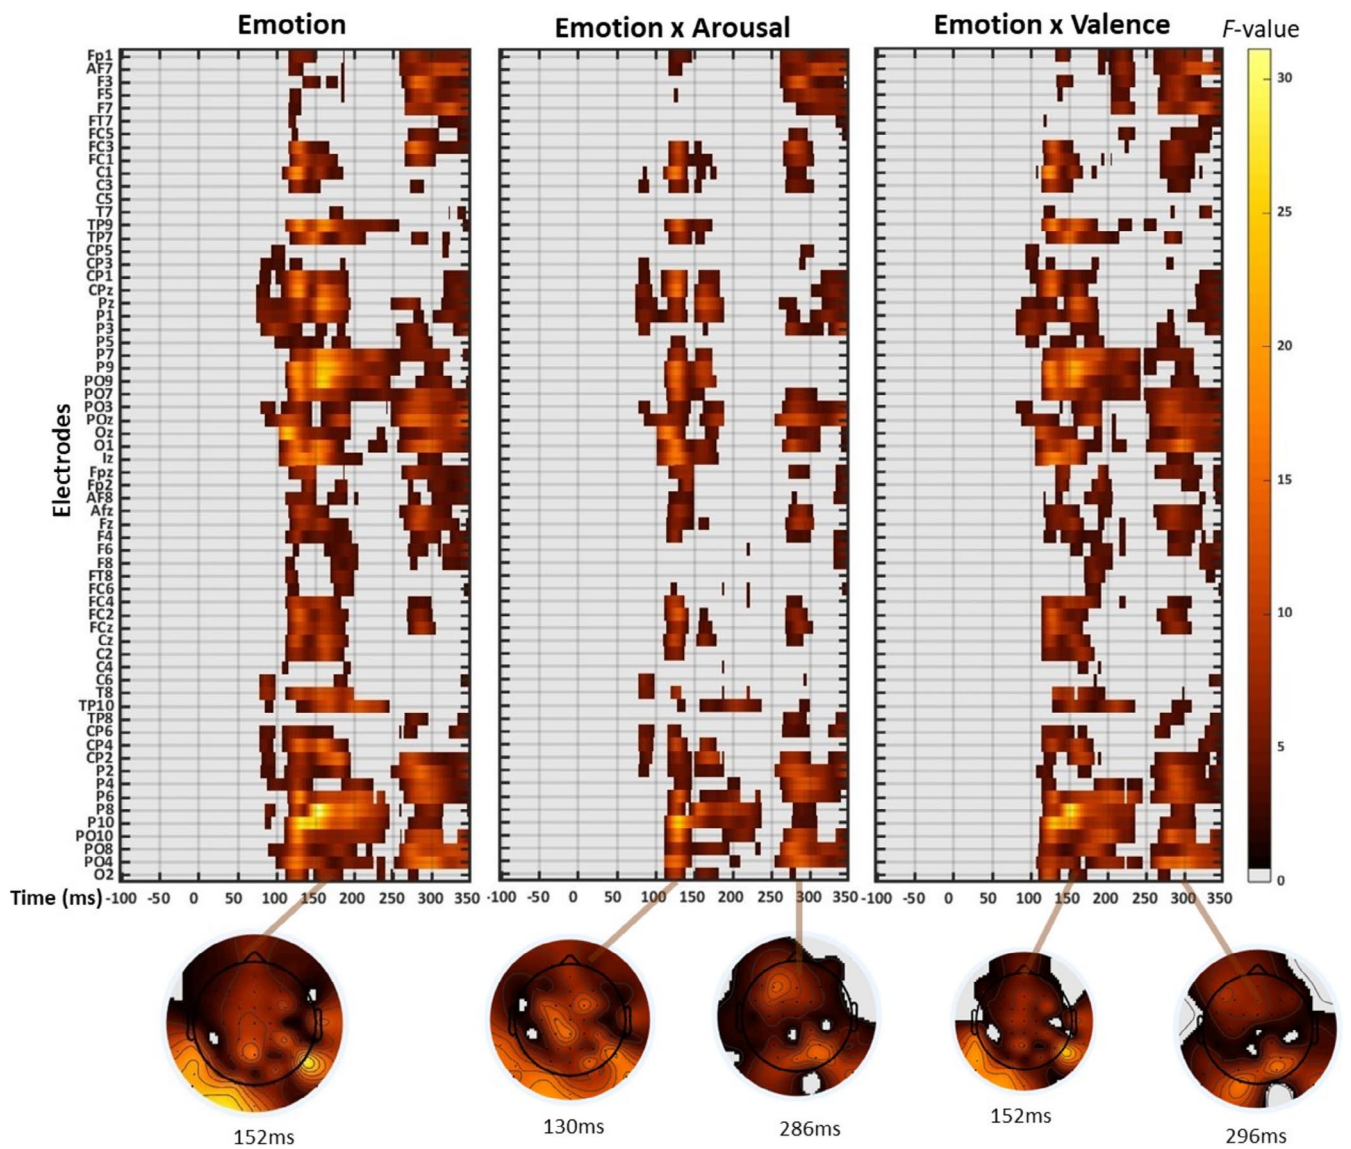 Emotion
Emotion x Arousal
Emotion x Valence
F-value
Electrodes
Fp1
AF7
F3
F5
F7
FT7
FC5
FC3
FC1
C1
C3
C5
T7
TP9
TP7
CP5
CP3
CP1
CPz
Pz
P1
P3
P5
P7
P9
PO9
PO7
PO3
POz
Oz
O1
Iz
Fpz
Fp2
AF8
Afz
Fz
F4
F6
F8
FT8
FC6
FC4
FC2
FCz
Cz
C2
C4
C6
T8
TP10
TP8
CP6
CP4
CP2
P2
P4
P6
P8
P10
PO10
PO8
PO4
O2
30
25
20
15
10
5
0
Time (ms) -100 -50 0 50 100 150 200 250 300 350
-100 -50 0 50 100 150 200 250 300 350
-100 -50 0 50 100 150 200 250 300 350
152ms
130ms
286ms
152ms
296ms